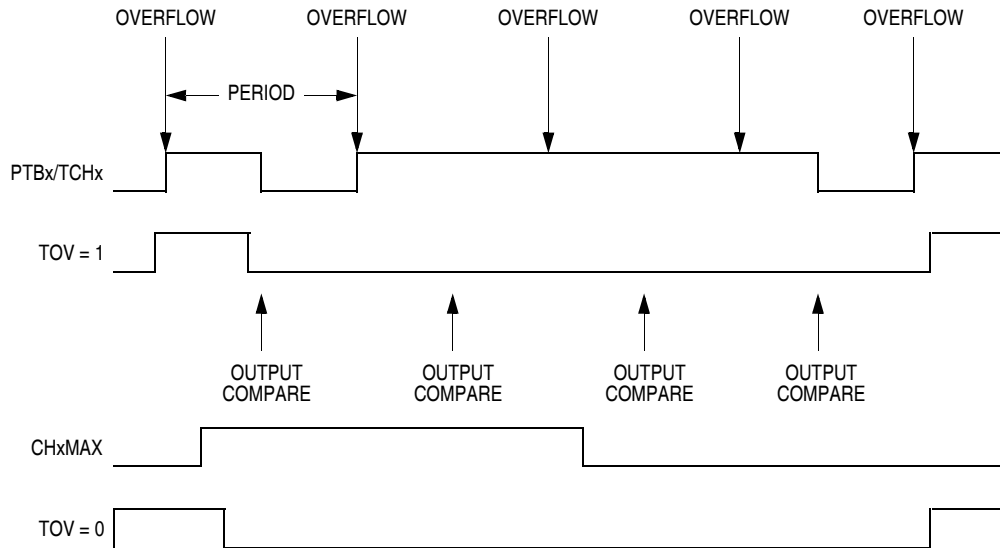 OVERFLOW OVERFLOW OVERFLOW OVERFLOW OVERFLOW
PERIOD
PTBx/TCHx
TOV = 1
OUTPUT COMPARE
OUTPUT COMPARE
OUTPUT COMPARE
OUTPUT COMPARE
CHxMAX
TOV = 0